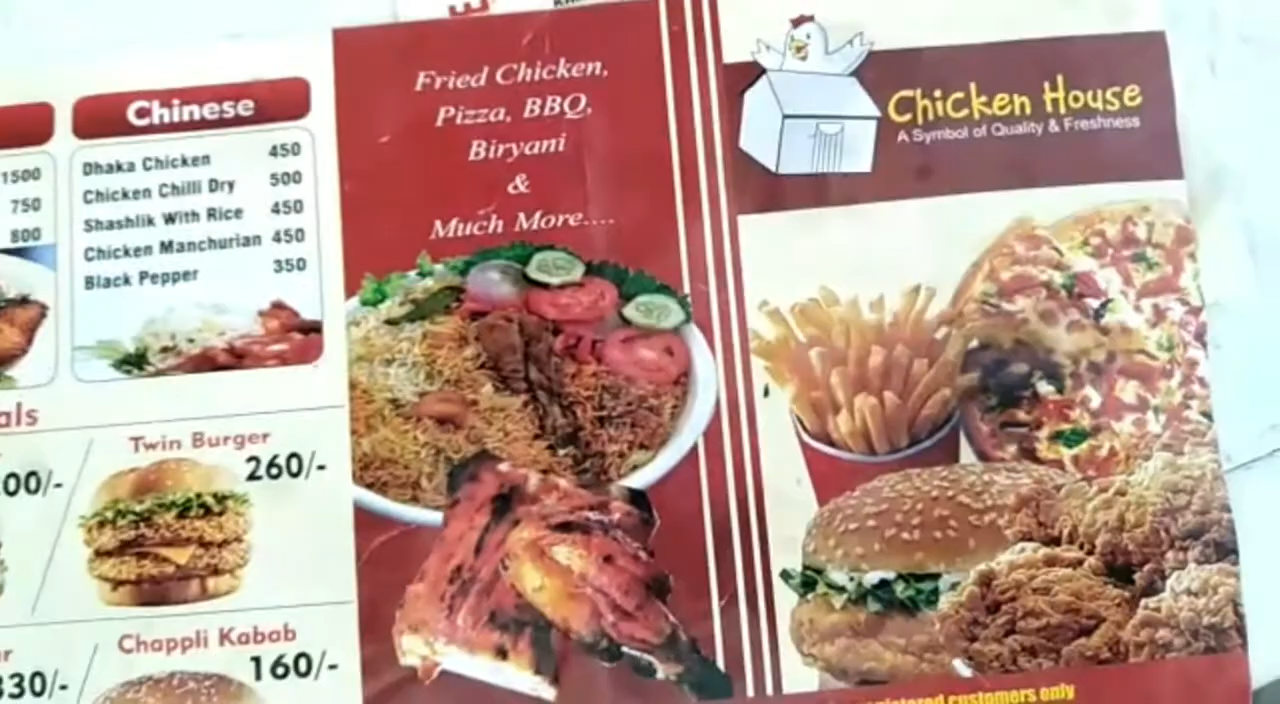 1500
750
800
Chinese
Dhaka Chicken 450
Chicken Chilli Dry 500
Shashlik With Rice 450
Chicken Manchurian 450
Black Pepper 350
als
00/-
Twin Burger
260/-
r
330/-
Chappli Kabab
160/-
Fried Chicken,
Pizza, BBQ,
Biryani
&
Much More....
Chicken House
A Symbol of Quality & Freshness
customers only